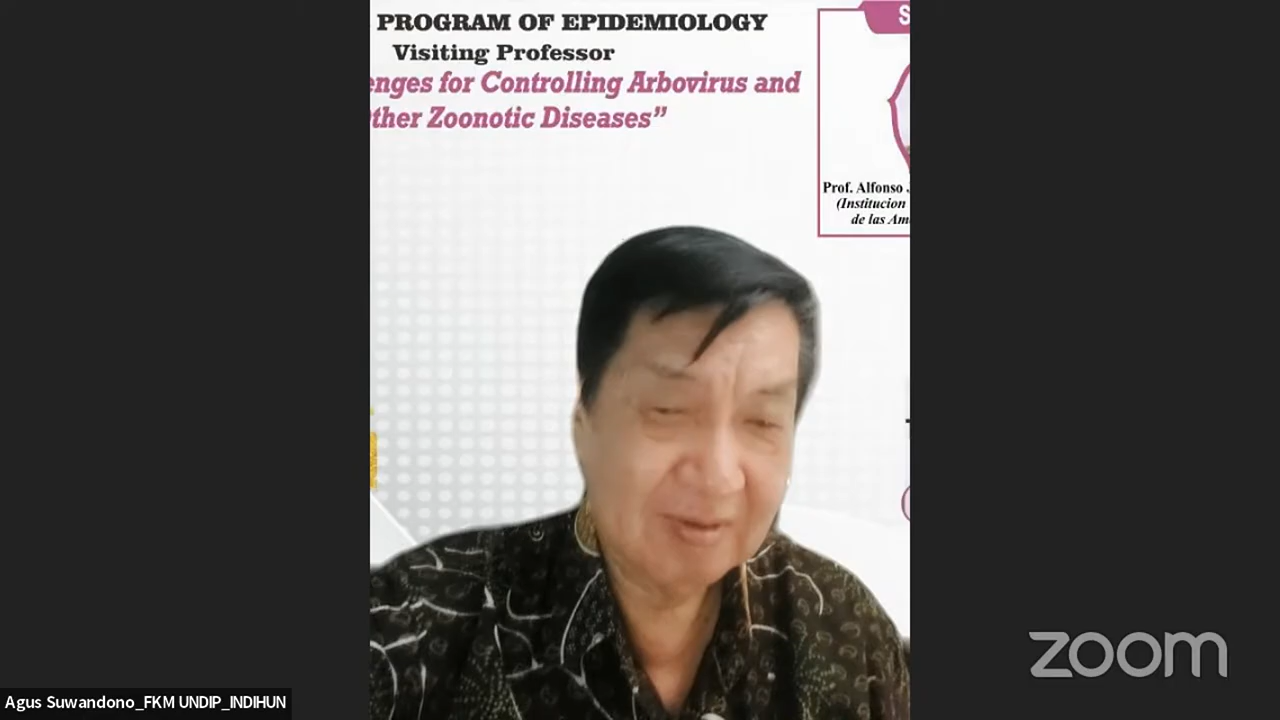 PROGRAM OF EPIDEMIOLOGY
Visiting Professor
enges for Controlling Arbovirus and
ther Zoonotic Diseases”
S
Prof. Alfonso J
(Institucion
de las Am
zoom
Agus Suwandono_FKM UNDIP_INDIHUN